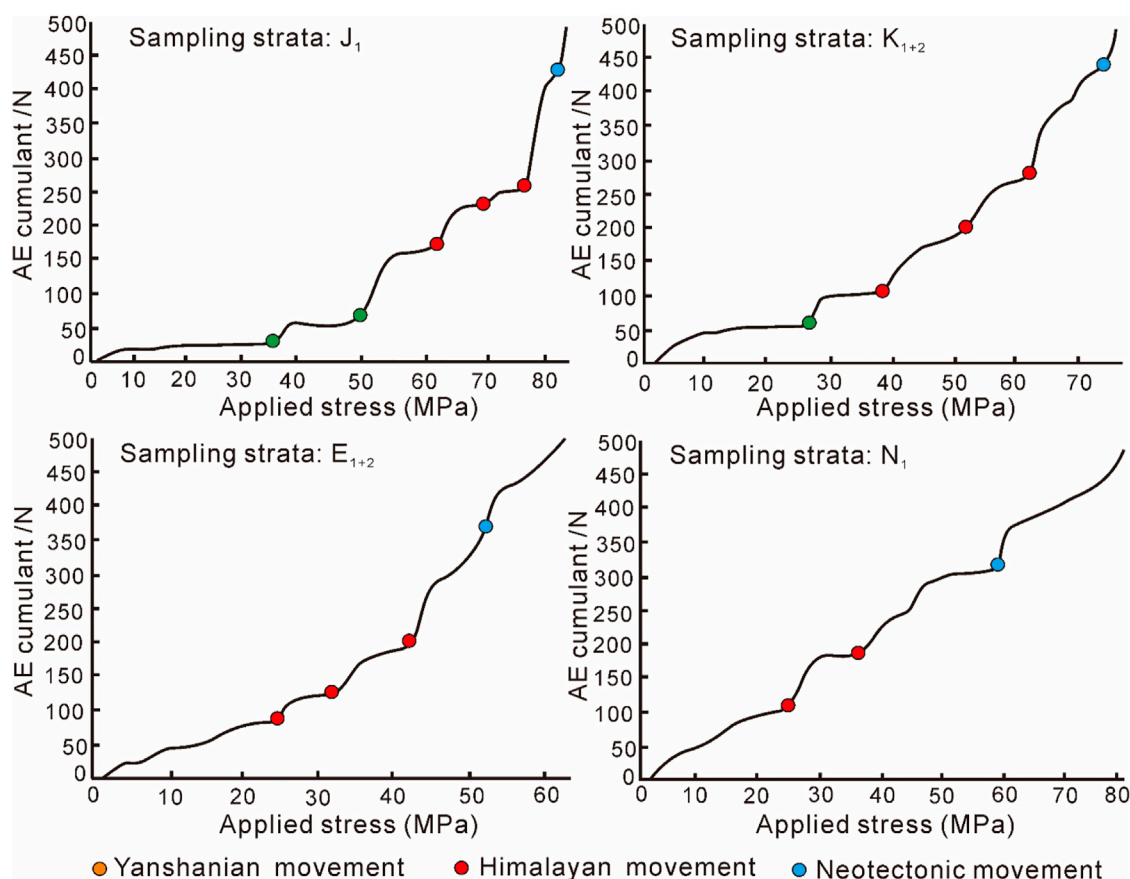 Sampling strata: J1
AE cumulant /N
500
450
400
350
300
250
200
150
100
50
0
0 10 20 30 40 50 60 70 80
Applied stress (MPa)
Sampling strata: K1+2
AE cumulant /N
500
450
400
350
300
250
200
150
100
50
0
0 10 20 30 40 50 60 70
Applied stress (MPa)
Sampling strata: E1+2
AE cumulant /N
500
450
400
350
300
250
200
150
100
50
0
0 10 20 30 40 50 60
Applied stress (MPa)
Sampling strata: N1
AE cumulant /N
500
450
400
350
300
250
200
150
100
50
0
0 10 20 30 40 50 60 70 80
Applied stress (MPa)
Yanshanian movement Himalayan movement Neotectonic movement